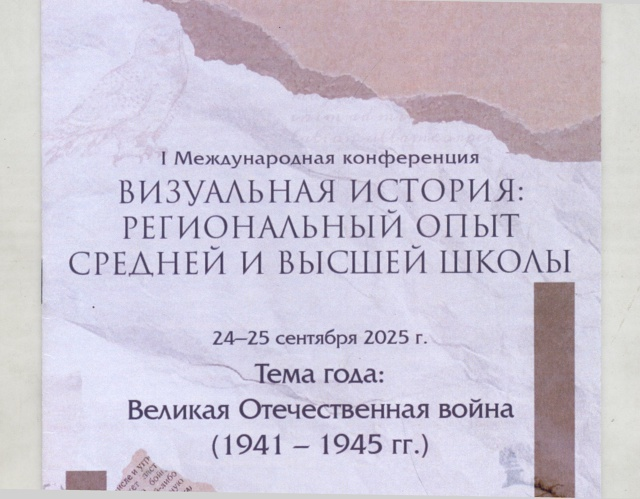 I Международная конференция
ВИЗУАЛЬНАЯ ИСТОРИЯ:
РЕГИОНАЛЬНЫЙ ОПЫТ
СРЕДНЕЙ И ВЫСШЕЙ ШКОЛЫ
24–25 сентября 2025 г.
Тема года:
Великая Отечественная война
(1941 – 1945 гг.)